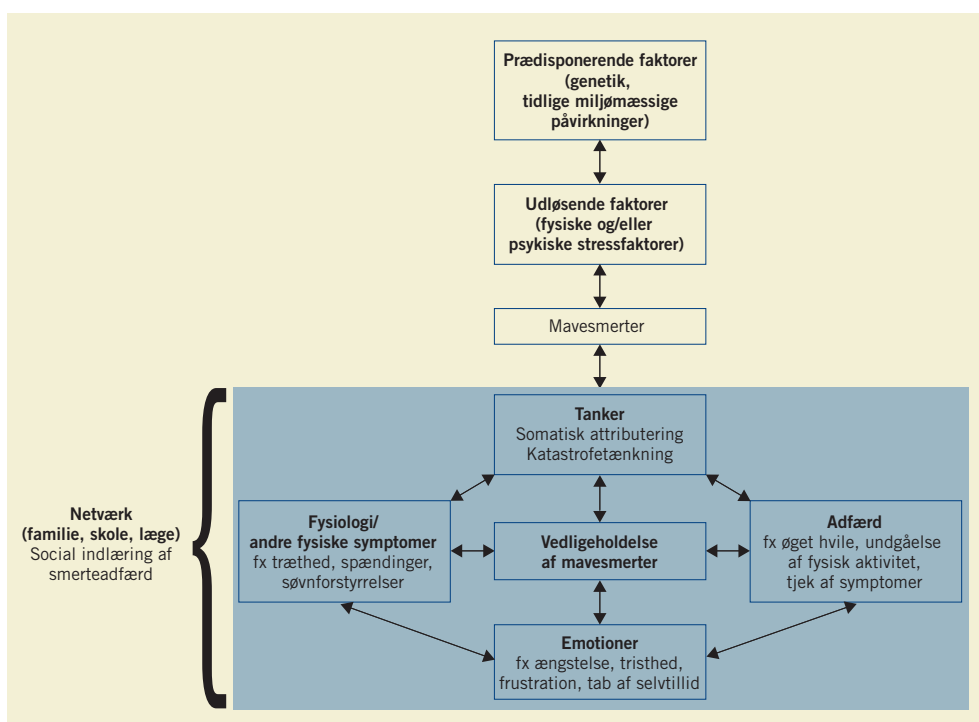 Prædisponerende faktorer
(genetik,
tidlige miljømæssige
påvirkninger)
Udløsende faktorer
(fysiske og/eller
psykiske stressfaktorer)
Mavesmerter
Tanker
Somatisk attributering
Katastrofetænkning
Netværk
(familie, skole, læge)
Social indlæring af
smerteadfærd
Fysiologi/
andre fysiske symptomer
fx træthed, spændinger,
søvnforstyrrelser
Vedligeholdelse
af mavesmerter
Adfærd
fx øget hvile, undgåelse
af fysisk aktivitet,
tjek af symptomer
Emotioner
fx ængstelse, tristhed,
frustration, tab af selvtillid